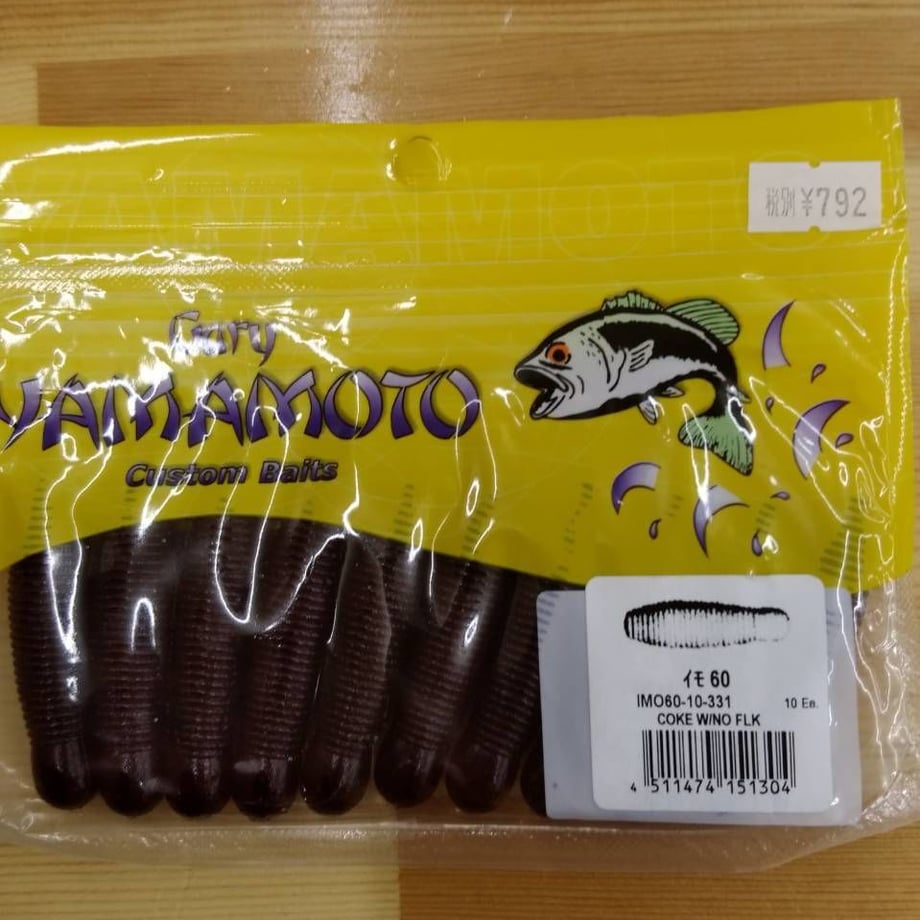 YAMAMOTO
税別 ¥792
Gary
YAMAMOTO
Custom Baits
イモ 60
IMO60-10-331 10 Ea.
COKE W/NO FLK
4 511474 151304